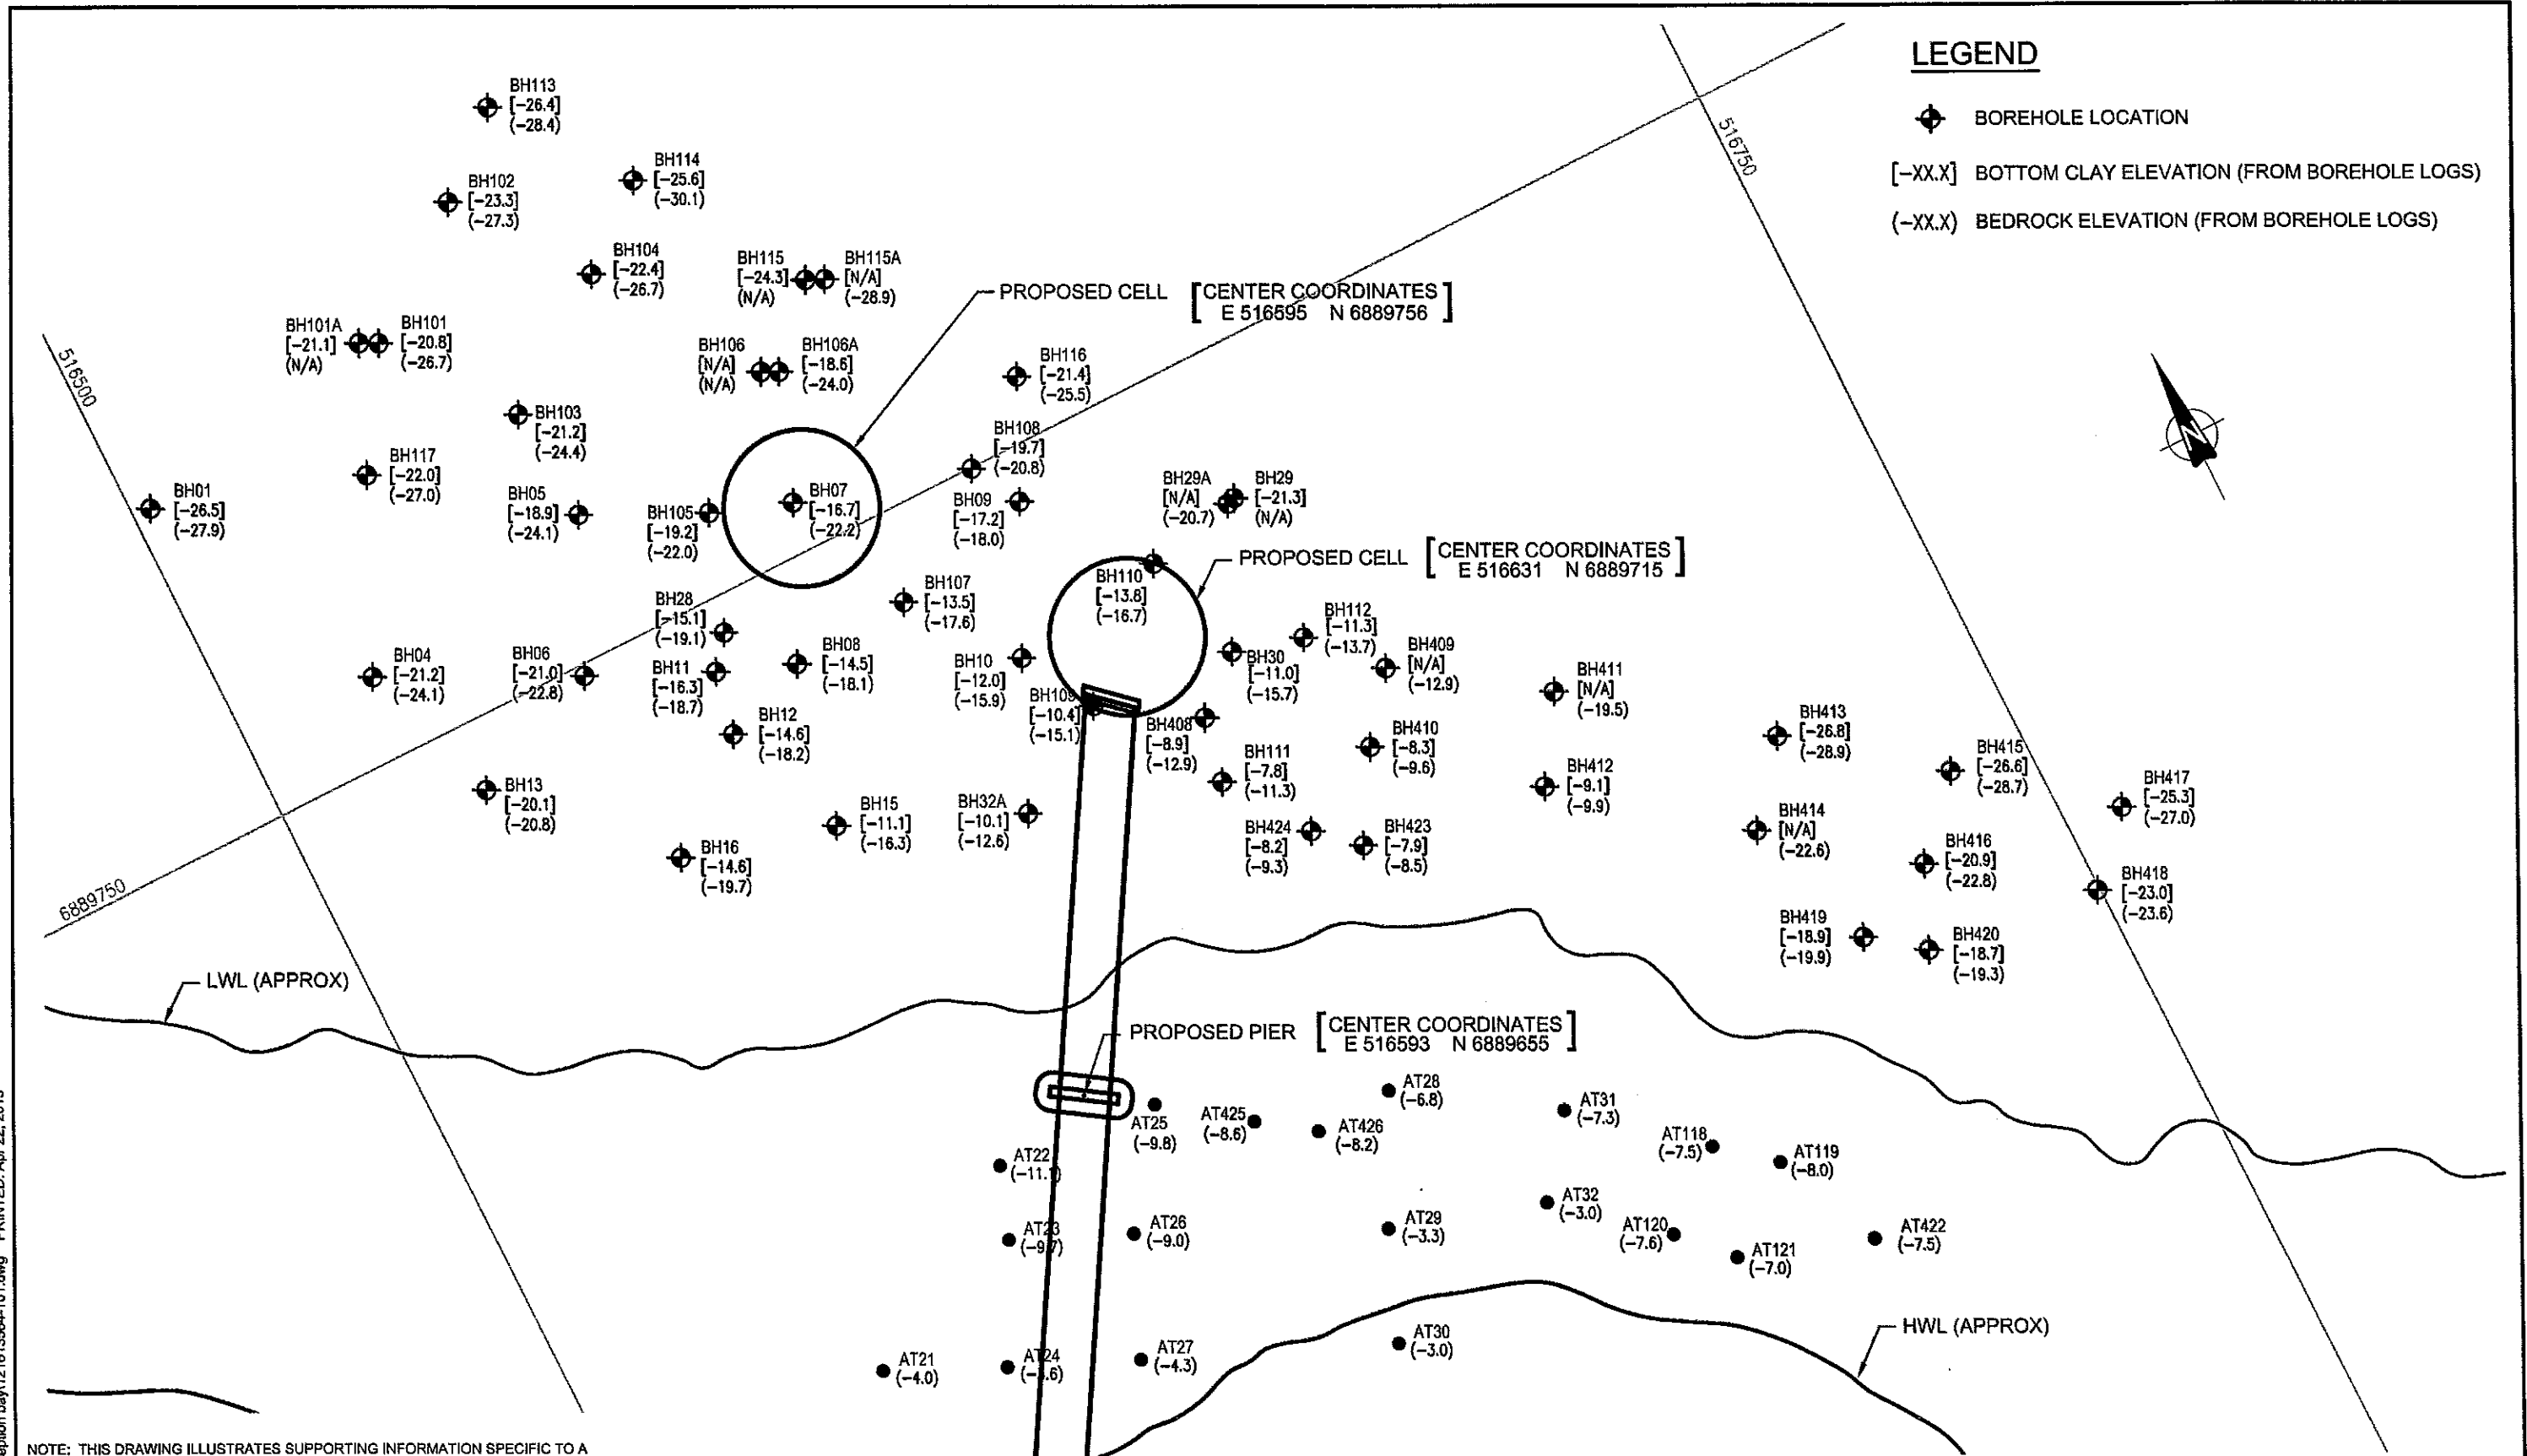 LEGEND
BOREHOLE LOCATION
[-XX.X] BOTTOM CLAY ELEVATION (FROM BOREHOLE LOGS)
(-XX.X) BEDROCK ELEVATION (FROM BOREHOLE LOGS)
BH113
[-26.4]
(-28.4)
BH114
[-25.6]
(-30.1)
BH102
[-23.3]
(-27.3)
516750
BH104
[-22.4]
(-26.7)
BH115
[-24.3]
(N/A)
BH115A
[N/A]
(-28.9)
PROPOSED CELL
[CENTER COORDINATES
E 516595 N 6889756]
BH101A
[-21.1]
(N/A)
BH101
[-20.8]
(-26.7)
516500
BH106
[N/A]
(N/A)
BH106A
[-18.6]
(-24.0)
BH116
[-21.4]
(-25.5)
BH103
[-21.2]
(-24.4)
BH108
[-19.7]
(-20.8)
BH117
[-22.0]
(-27.0)
BH01
[-26.5]
(-27.9)
BH05
[-18.9]
(-24.1)
BH105
[-19.2]
(-22.0)
BH07
[-16.7]
(-22.2)
BH09
[-17.2]
(-18.0)
BH29A
[N/A]
(-20.7)
BH29
[-21.3]
(N/A)
N
PROPOSED CELL
[CENTER COORDINATES
E 516631 N 6889715]
BH110
[-13.8]
(-16.7)
BH107
[-13.5]
(-17.6)
BH28
[-15.1]
(-19.1)
BH112
[-11.3]
(-13.7)
BH04
[-21.2]
(-24.1)
BH06
[-21.0]
(-22.8)
BH11
[-16.3]
(-18.7)
BH08
[-14.5]
(-18.1)
BH10
[-12.0]
(-15.9)
BH30
[-11.0]
(-15.7)
BH409
[N/A]
(-12.9)
BH411
[N/A]
(-19.5)
BH109
[-10.4]
(-15.1)
BH12
[-14.6]
(-18.2)
BH408
[-8.9]
(-12.9)
BH410
[-8.3]
(-9.6)
BH413
[-26.8]
(-28.9)
BH415
[-26.6]
(-28.7)
BH111
[-7.8]
(-11.3)
BH412
[-9.1]
(-9.9)
BH417
[-25.3]
(-27.0)
BH13
[-20.1]
(-20.8)
BH15
[-11.1]
(-16.3)
BH32A
[-10.1]
(-12.6)
BH424
[-8.2]
(-9.3)
BH423
[-7.9]
(-8.5)
BH414
[N/A]
(-22.6)
BH416
[-20.9]
(-22.8)
BH16
[-14.6]
(-19.7)
BH418
[-23.0]
(-23.6)
6889750
BH419
[-18.9]
(-19.9)
BH420
[-18.7]
(-19.3)
LWL (APPROX)
PROPOSED PIER
[CENTER COORDINATES
E 516593 N 6889655]
AT28
(-6.8)
AT25
(-9.8)
AT425
(-8.6)
AT426
(-8.2)
AT31
(-7.3)
AT118
(-7.5)
AT119
(-8.0)
AT22
(-11.1)
AT32
(-3.0)
AT23
AT26
(-9.0)
AT29
(-3.3)
AT120
(-7.6)
AT121
(-7.0)
AT422
(-7.5)
AT21
(-4.0)
AT24
AT27
(-4.3)
AT30
(-3.0)
HWL (APPROX)
PRINTED: Apr 22, 2013
NOTE: THIS DRAWING ILLUSTRATES SUPPORTING INFORMATION SPECIFIC TO A